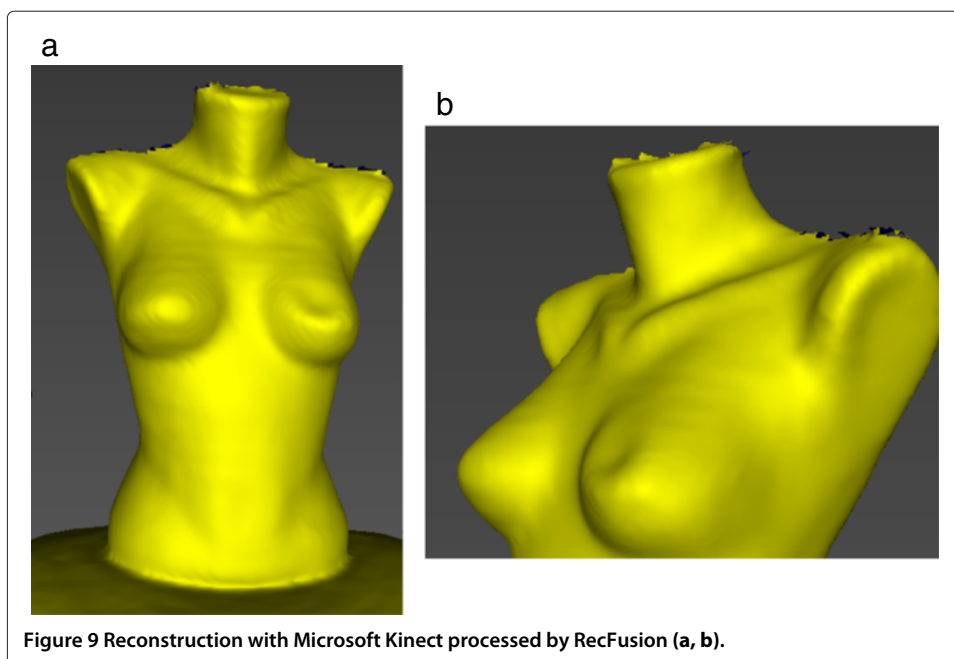 a
b
Figure 9 Reconstruction with Microsoft Kinect processed by RecFusion (a, b).